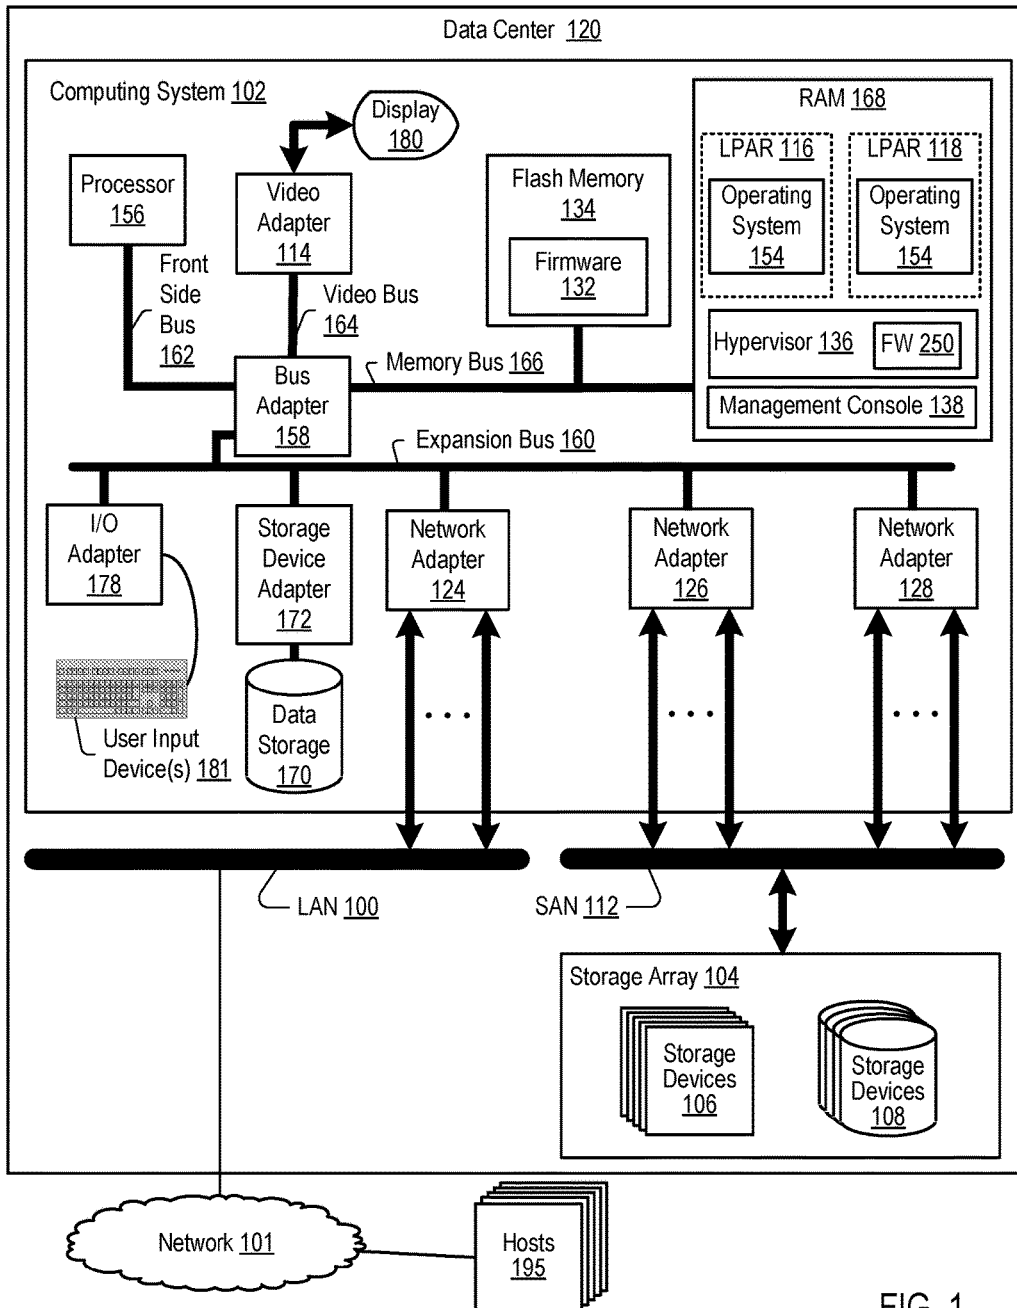 Data Center 120
Computing System 102
Display
180
RAM 168
LPAR 116
LPAR 118
Operating
System
154
Operating
System
154
Processor
156
Video
Adapter
114
Flash Memory
134
Firmware
132
Front
Side
Bus
162
Video Bus
164
Hypervisor 136
FW 250
Management Console 138
Bus
Adapter
158
Memory Bus 166
Expansion Bus 160
I/O
Adapter
178
Storage
Device
Adapter
172
Network
Adapter
124
Network
Adapter
126
Network
Adapter
128
User Input
Device(s) 181
Data
Storage
170
. . .
. . .
. . .
LAN 100
SAN 112
Storage Array 104
Storage
Devices
106
Storage
Devices
108
Network 101
Hosts
195
FIG. 1